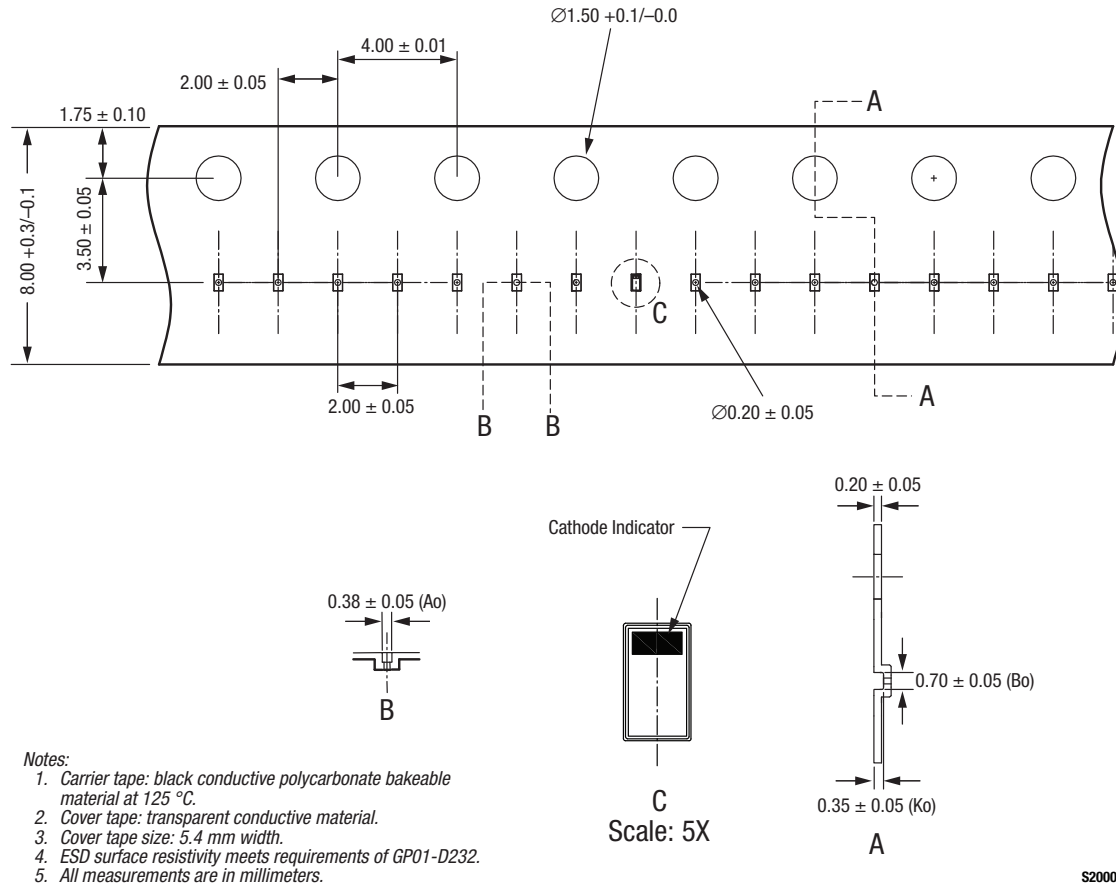 ∅1.50 +0.1/–0.0
4.00 ± 0.01
2.00 ± 0.05
1.75 ± 0.10
A
8.00 +0.3/–0.1
3.50 ± 0.05
C
2.00 ± 0.05
B
B
∅0.20 ± 0.05
A
0.20 ± 0.05
Cathode Indicator
0.38 ± 0.05 (Ao)
B
0.70 ± 0.05 (Bo)
C
Scale: 5X
0.35 ± 0.05 (Ko)
A
Notes:
1. Carrier tape: black conductive polycarbonate bakeable
material at 125 °C.
2. Cover tape: transparent conductive material.
3. Cover tape size: 5.4 mm width.
4. ESD surface resistivity meets requirements of GP01-D232.
5. All measurements are in millimeters.
S2000